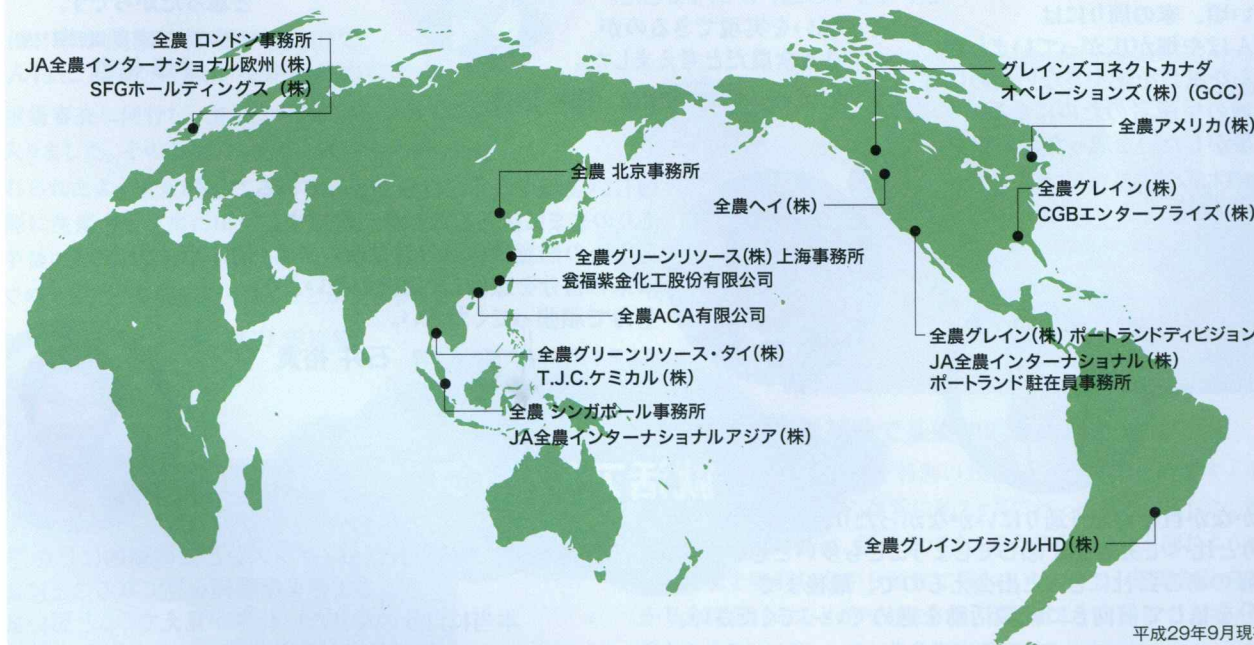 全農 ロンドン事務所
JA全農インターナショナル欧州(株)
SFGホールディングス(株)
グレインズコネクトカナダ
オペレーションズ(株)(GCC)
全農アメリカ(株)
全農 北京事務所
全農ヘイ(株)
全農グレイン(株)
CGBエンタープライズ(株)
全農グリーンリソース(株)上海事務所
瓮福紫金化工股份有限公司
全農ACA有限公司
全農グリーンリソース・タイ(株)
T.J.C.ケミカル(株)
全農グレイン(株) ポートランドディビジョン
JA全農インターナショナル(株)
ポートランド駐在員事務所
全農 シンガポール事務所
JA全農インターナショナルアジア(株)
全農グレインブラジルHD(株)
平成29年9月現